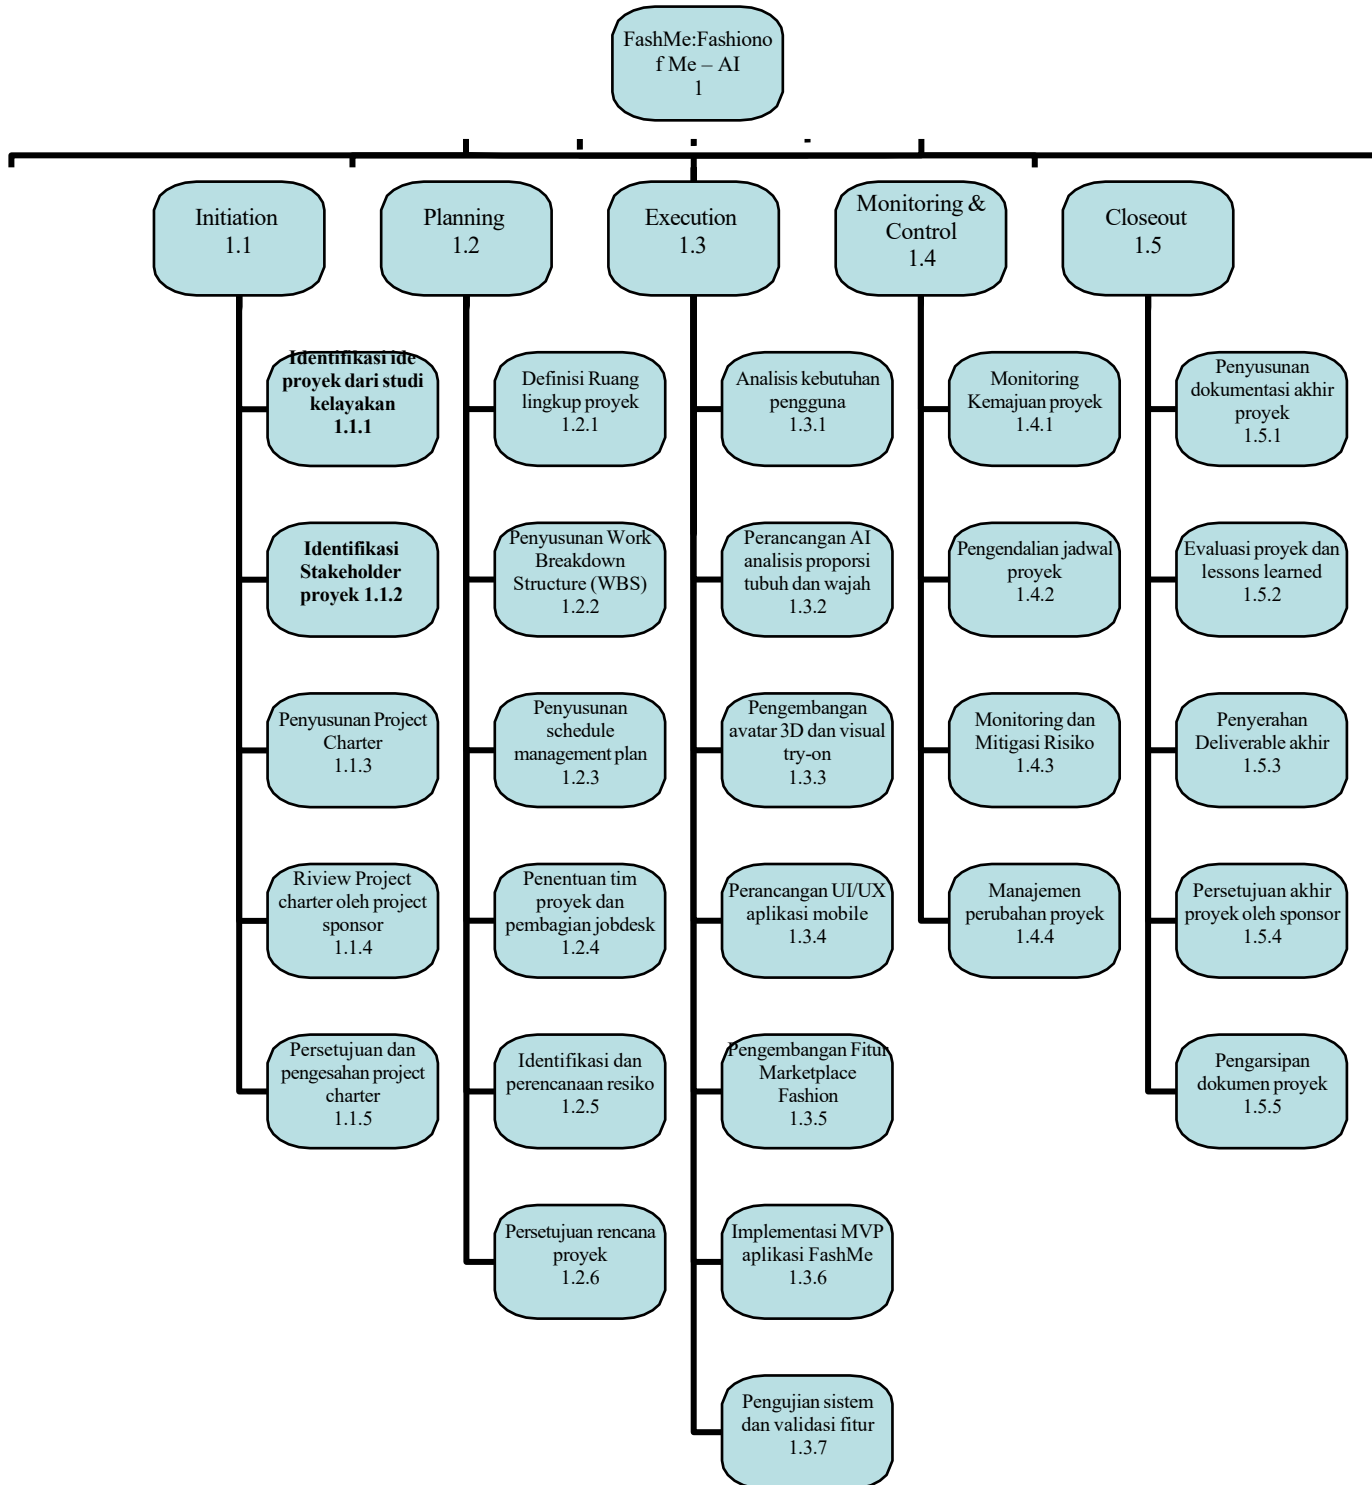 FashMe:Fashiono
f Me – AI
1
Initiation
1.1
Planning
1.2
Execution
1.3
Monitoring &
Control
1.4
Closeout
1.5
Identifikasi ide
proyek dari studi
kelayakan
1.1.1
Identifikasi
Stakeholder
proyek 1.1.2
Penyusunan Project
Charter
1.1.3
Riview Project
charter oleh project
sponsor
1.1.4
Persetujuan dan
pengesahan project
charter
1.1.5
Definisi Ruang
lingkup proyek
1.2.1
Penyusunan Work
Breakdown
Structure (WBS)
1.2.2
Penyusunan
schedule
management plan
1.2.3
Penentuan tim
proyek dan
pembagian jobdesk
1.2.4
Identifikasi dan
perencanaan resiko
1.2.5
Persetujuan rencana
proyek
1.2.6
Analisis kebutuhan
pengguna
1.3.1
Perancangan AI
analisis proporsi
tubuh dan wajah
1.3.2
Pengembangan
avatar 3D dan visual
try-on
1.3.3
Perancangan UI/UX
aplikasi mobile
1.3.4
Pengembangan Fitur
Marketplace
Fashion
1.3.5
Implementasi MVP
aplikasi FashMe
1.3.6
Pengujian sistem
dan validasi fitur
1.3.7
Monitoring
Kemajuan proyek
1.4.1
Pengendalian jadwal
proyek
1.4.2
Monitoring dan
Mitigasi Risiko
1.4.3
Manajemen
perubahan proyek
1.4.4
Penyusunan
dokumentasi akhir
proyek
1.5.1
Evaluasi proyek dan
lessons learned
1.5.2
Penyerahan
Deliverable akhir
1.5.3
Persetujuan akhir
proyek oleh sponsor
1.5.4
Pengarsipan
dokumen proyek
1.5.5